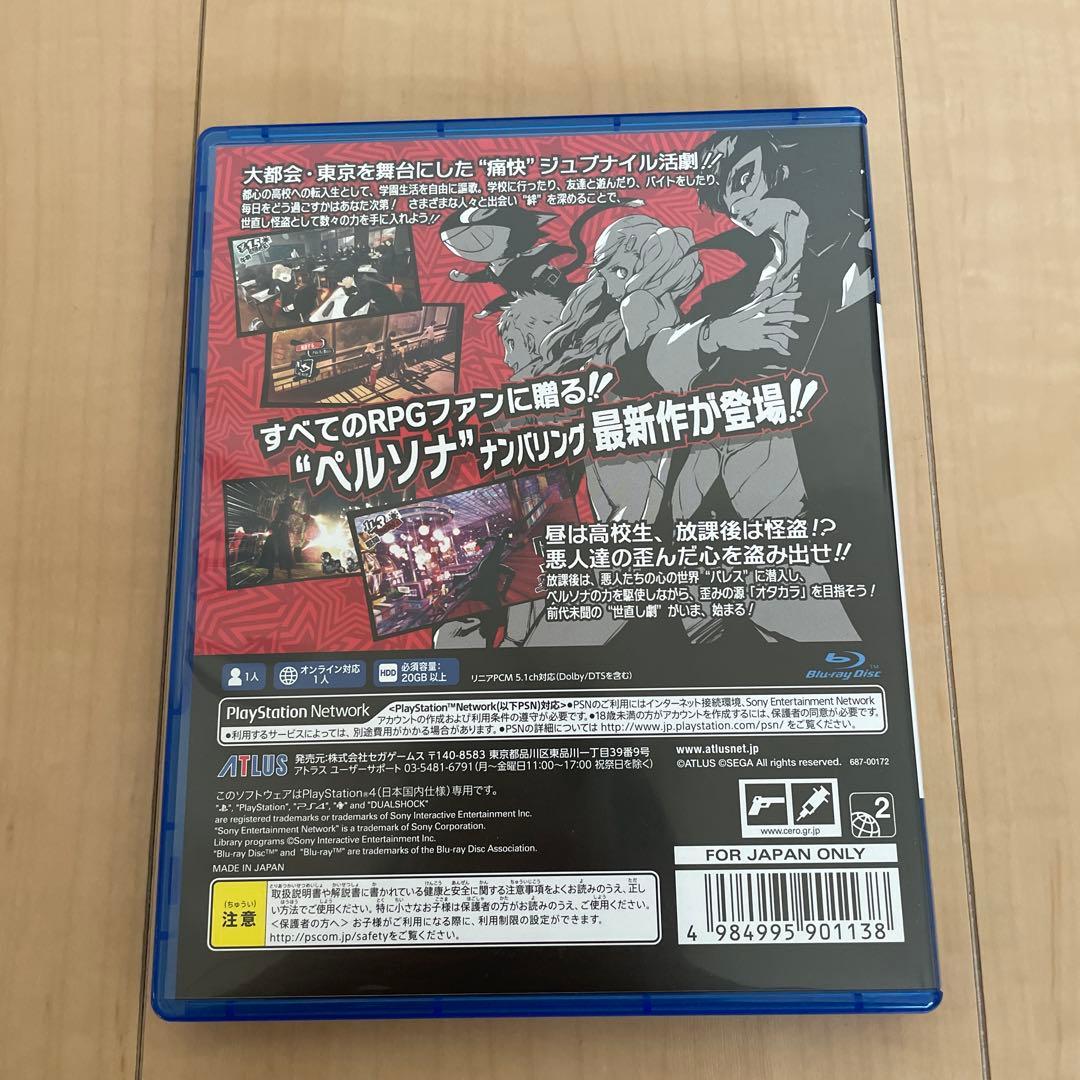 大都会・東京を舞台にした“痛快”ジュブナイル活劇!!
都心の高校への転入生として、学園生活を自由に謳歌。学校に行ったり、友達と遊んだり、バイトをしたり、
毎日をどう過ごすかはあなた次第! さまざまな人々と出会い“絆”を深めることで、
世直し怪盗として数々の力を手に入れよう!!
すべてのRPGファンに贈る!!
“ペルソナ”ナンバリング最新作が登場!!
昼は高校生、放課後は怪盗!?
悪人達の歪んだ心を盗み出せ!!
放課後は、悪人たちの心の世界“パレス”に潜入し、
ペルソナの力を駆使しながら、歪みの源「オタカラ」を目指そう!
前代未聞の“世直し劇”がいま、始まる!
1人
オンライン対応
1人
HDD
必須容量:
20GB以上
リニアPCM 5.1ch対応(Dolby/DTSを含む)
Blu-ray Disc™
PlayStation Network
<PlayStation™Network(以下PSN)対応>●PSNのご利用にはインターネット接続環境、Sony Entertainment Network
アカウントの作成および利用条件の遵守が必要です。●18歳未満の方がアカウントを作成するには、保護者の同意が必要です。
●利用するサービスによっては、別途費用がかかる場合があります。●PSNの詳細については http://www.jp.playstation.com/psn/ をご覧ください。
ATLUS
発売元:株式会社セガゲームス 〒140-8583 東京都品川区東品川一丁目39番9号
アトラス ユーザーサポート 03-5481-6791(月〜金曜日11:00〜17:00 祝祭日を除く)
www.atlusnet.jp
©ATLUS ©SEGA All rights reserved. 687-00172
このソフトウェアはPlayStation®4(日本国内仕様)専用です。
"PlayStation", "PS4", and "DUALSHOCK"
are registered trademarks or trademarks of Sony Interactive Entertainment Inc.
"Sony Entertainment Network" is a trademark of Sony Corporation.
Library programs ©Sony Interactive Entertainment Inc.
"Blu-ray Disc™" and "Blu-ray™" are trademarks of the Blu-ray Disc Association.
MADE IN JAPAN
www.cero.gr.jp
2
FOR JAPAN ONLY
(ちゅうい)
注意
取扱説明書や解説書に書かれている健康と安全に関する注意事項をよくお読みのうえ、正し
い方法でご使用ください。特に小さなお子様は保護者の方がお読みのうえ、ご使用ください。
<保護者の方へ> お子様がご利用になる際に、利用制限の設定ができます。
http://pscom.jp/safetyをご覧ください。
4 984995 901138